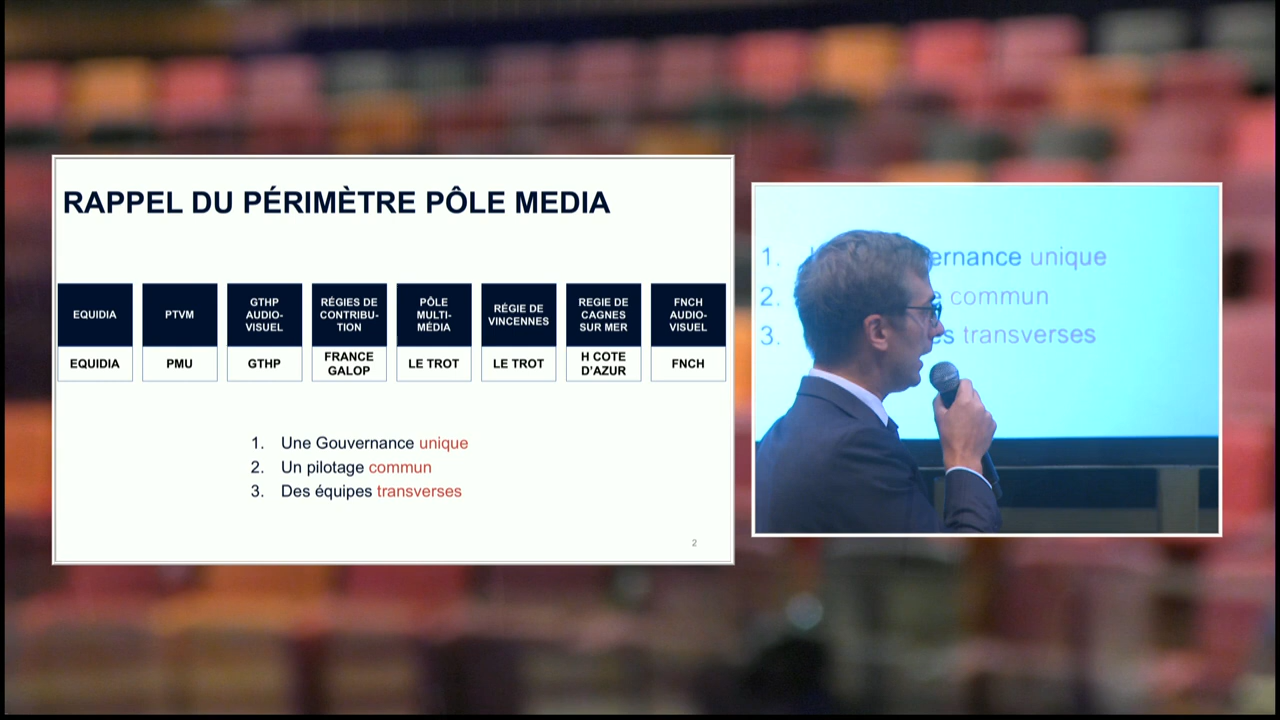 RAPPEL DU PÉRIMÈTRE PÔLE MEDIA
EQUIDIA
PTVM
GTHP
AUDIO-
VISUEL
RÉGIES DE
CONTRIBU-
TION
PÔLE
MULTI-
MÉDIA
RÉGIE DE
VINCENNES
REGIE DE
CAGNES
SUR MER
FNCH
AUDIO-
VISUEL
EQUIDIA
PMU
GTHP
FRANCE
GALOP
LE TROT
LE TROT
H COTE
D'AZUR
FNCH
1. Une Gouvernance unique
2. Un pilotage commun
3. Des équipes transverses
2
1. ernance unique
2. commun
3. es transverses